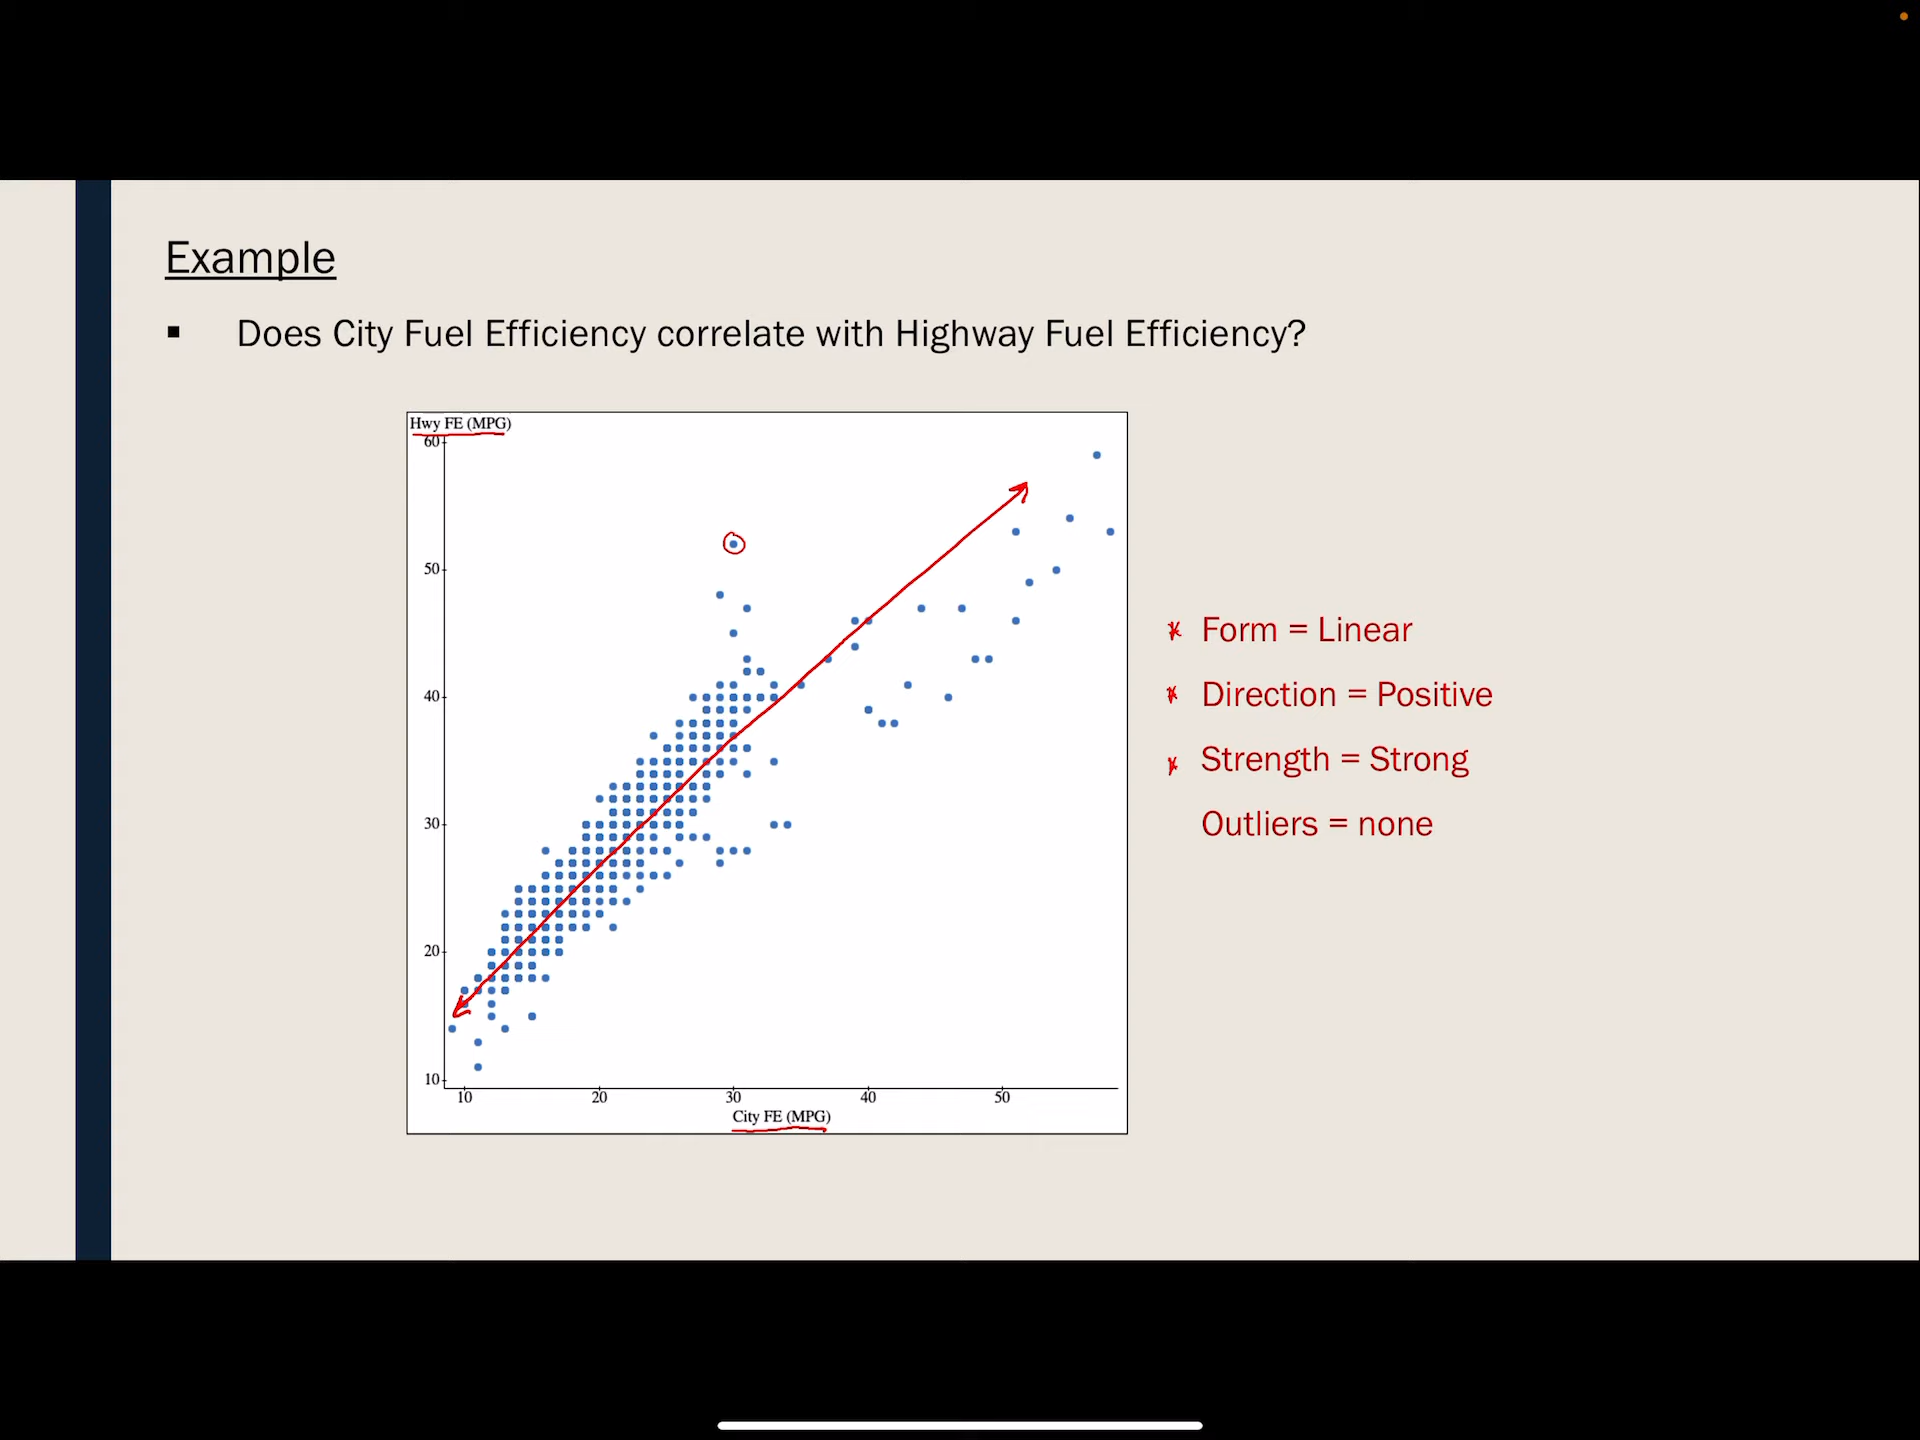 Example
▪ Does City Fuel Efficiency correlate with Highway Fuel Efficiency?
Hwy FE (MPG)
60
50
40
30
20
10
10 20 30 40 50
City FE (MPG)
Form = Linear
Direction = Positive
Strength = Strong
Outliers = none